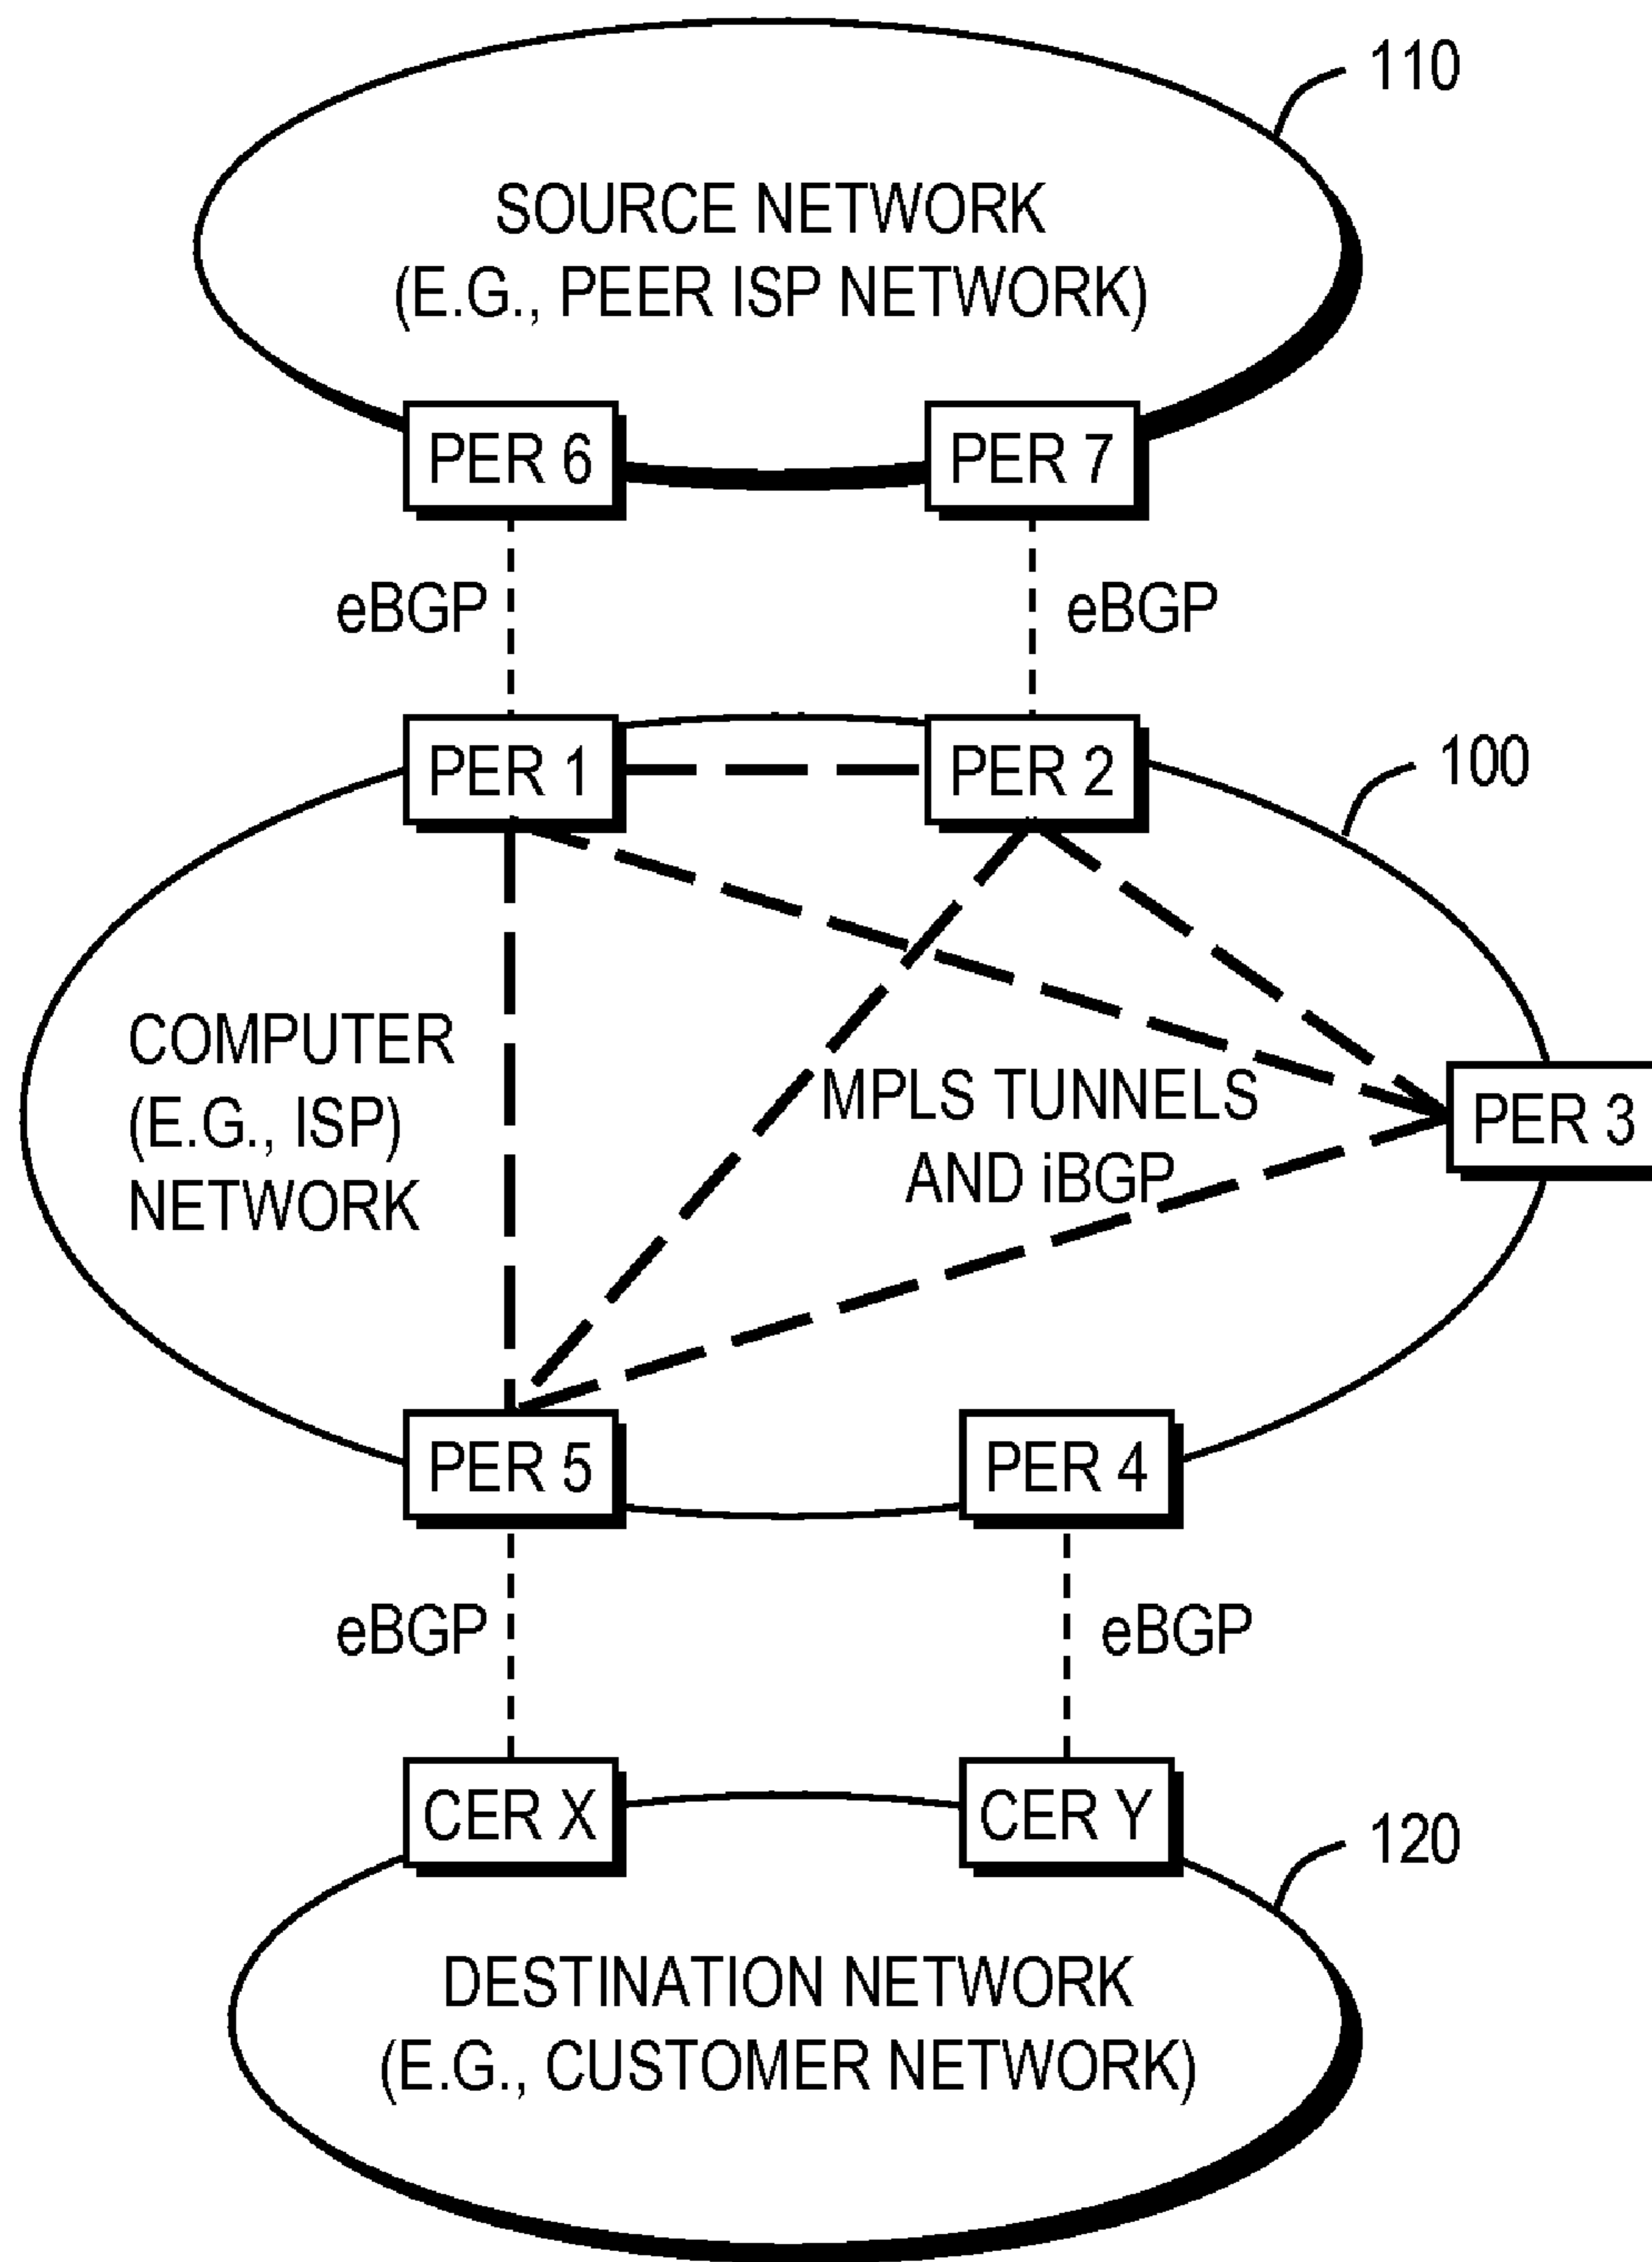 110
SOURCE NETWORK
(E.G., PEER ISP NETWORK)
PER 6
PER 7
eBGP
eBGP
PER 1
PER 2
100
COMPUTER
(E.G., ISP)
NETWORK
MPLS TUNNELS
AND iBGP
PER 3
PER 5
PER 4
eBGP
eBGP
CER X
CER Y
120
DESTINATION NETWORK
(E.G., CUSTOMER NETWORK)